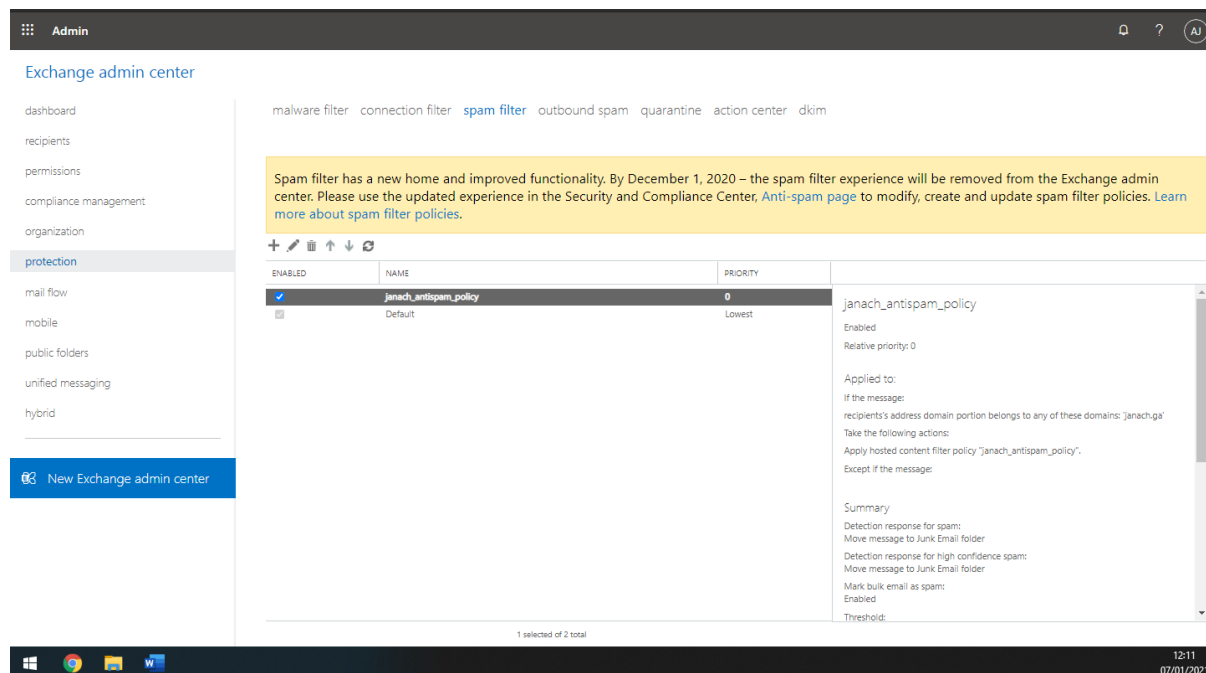 Admin
?
AJ
Exchange admin center
dashboard
recipients
permissions
compliance management
organization
protection
mail flow
mobile
public folders
unified messaging
hybrid
New Exchange admin center
malware filter connection filter spam filter outbound spam quarantine action center dkim
Spam filter has a new home and improved functionality. By December 1, 2020 – the spam filter experience will be removed from the Exchange admin
center. Please use the updated experience in the Security and Compliance Center, Anti-spam page to modify, create and update spam filter policies. Learn
more about spam filter policies.
ENABLED NAME PRIORITY
janach_antispam_policy 0
Default Lowest
janach_antispam_policy
Enabled
Relative priority: 0
Applied to:
If the message:
recipients's address domain portion belongs to any of these domains: 'janach.ga'
Take the following actions:
Apply hosted content filter policy "janach_antispam_policy".
Except if the message:
Summary
Detection response for spam:
Move message to Junk Email folder
Detection response for high confidence spam:
Move message to Junk Email folder
Mark bulk email as spam:
Enabled
Threshold:
1 selected of 2 total
W
12:11
07/01/2021